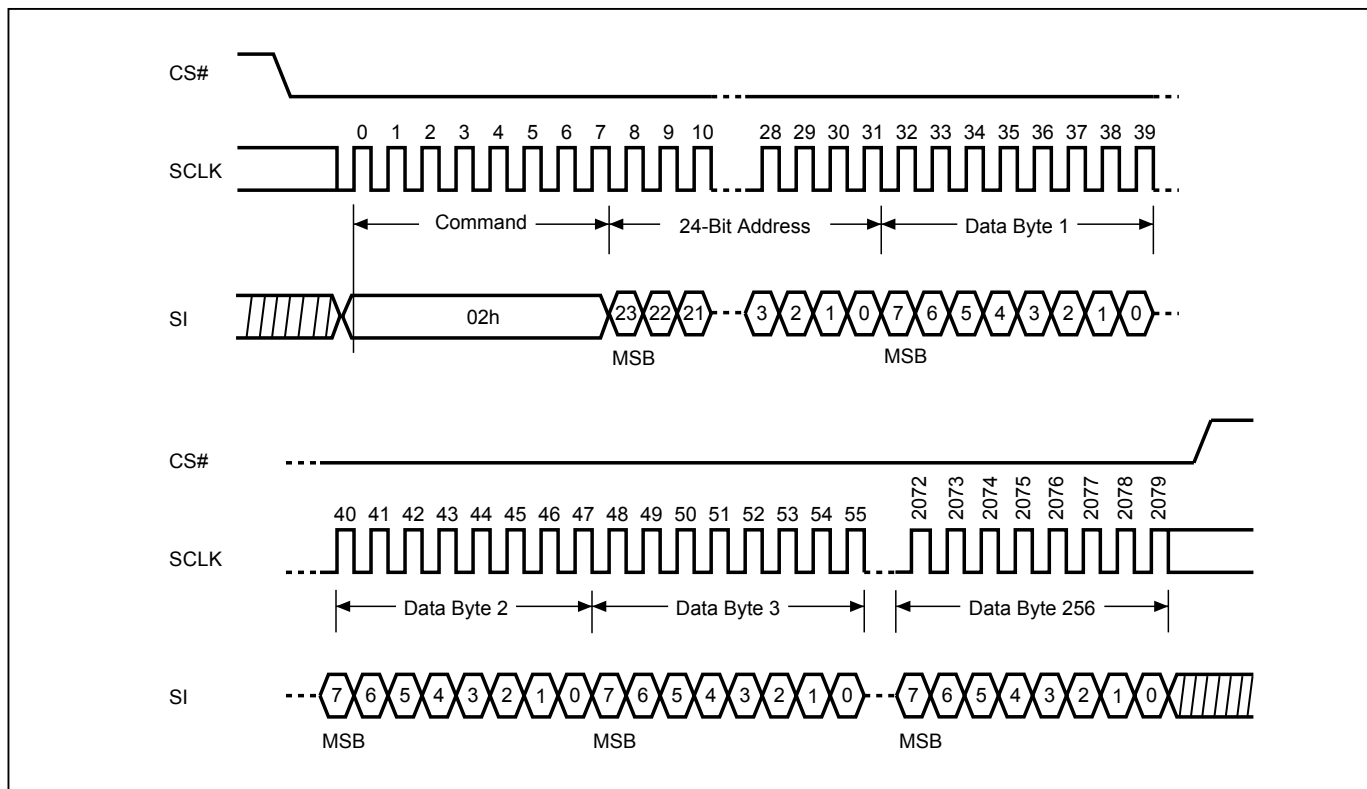 CS#
0 1 2 3 4 5 6 7 8 9 10 28 29 30 31 32 33 34 35 36 37 38 39
SCLK
Command 24-Bit Address Data Byte 1
SI 02h 23 22 21 3 2 1 0 7 6 5 4 3 2 1 0
MSB MSB
CS#
2072 2073 2074 2075 2076 2077 2078 2079
40 41 42 43 44 45 46 47 48 49 50 51 52 53 54 55
SCLK
Data Byte 2 Data Byte 3 Data Byte 256
SI 7 6 5 4 3 2 1 0 7 6 5 4 3 2 1 0 7 6 5 4 3 2 1 0
MSB MSB MSB